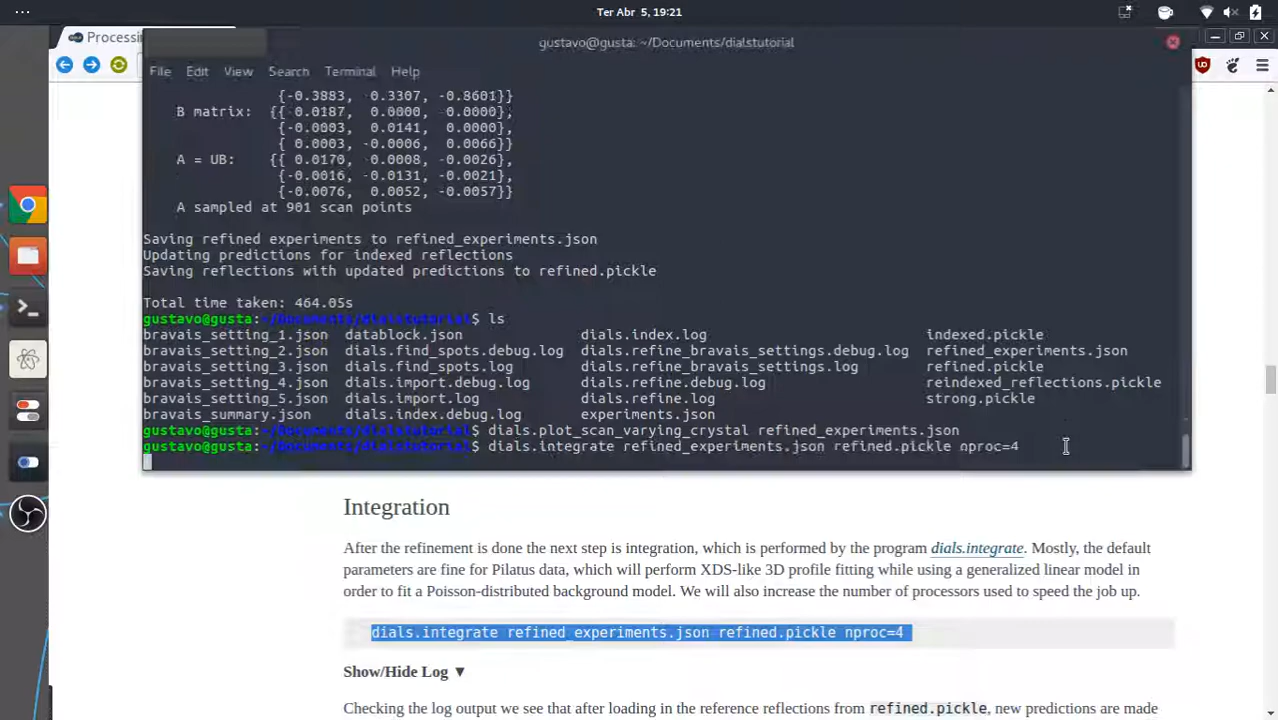 Ter Abr 5, 19:21
Processin
gustavo@gusta: ~/Documents/dialstutorial
File Edit View Search Terminal Help
{-0.3883, 0.3307, -0.8601}}
B matrix: {{ 0.0187, 0.0000, -0.0000},
{-0.0003, 0.0141, 0.0000},
{ 0.0003, -0.0006, 0.0066}}
A = UB: {{ 0.0170, 0.0008, -0.0026},
{-0.0016, -0.0131, -0.0021},
{-0.0076, 0.0052, -0.0057}}
A sampled at 901 scan points
Saving refined experiments to refined_experiments.json
Updating predictions for indexed reflections
Saving reflections with updated predictions to refined.pickle
Total time taken: 464.05s
gustavo@gusta:~/Documents/dialstutorial$ ls
bravais_setting_1.json datablock.json dials.index.log indexed.pickle
bravais_setting_2.json dials.find_spots.debug.log dials.refine_bravais_settings.debug.log refined_experiments.json
bravais_setting_3.json dials.find_spots.log dials.refine_bravais_settings.log refined.pickle
bravais_setting_4.json dials.import.debug.log dials.refine.debug.log reindexed_reflections.pickle
bravais_setting_5.json dials.import.log dials.refine.log strong.pickle
bravais_summary.json dials.index.debug.log experiments.json
gustavo@gusta:~/Documents/dialstutorial$ dials.plot_scan_varying_crystal refined_experiments.json
gustavo@gusta:~/Documents/dialstutorial$ dials.integrate refined_experiments.json refined.pickle nproc=4
Integration
After the refinement is done the next step is integration, which is performed by the program dials.integrate. Mostly, the default
parameters are fine for Pilatus data, which will perform XDS-like 3D profile fitting while using a generalized linear model in
order to fit a Poisson-distributed background model. We will also increase the number of processors used to speed the job up.
dials.integrate refined_experiments.json refined.pickle nproc=4
Show/Hide Log ▼
Checking the log output we see that after loading in the reference reflections from refined.pickle, new predictions are made